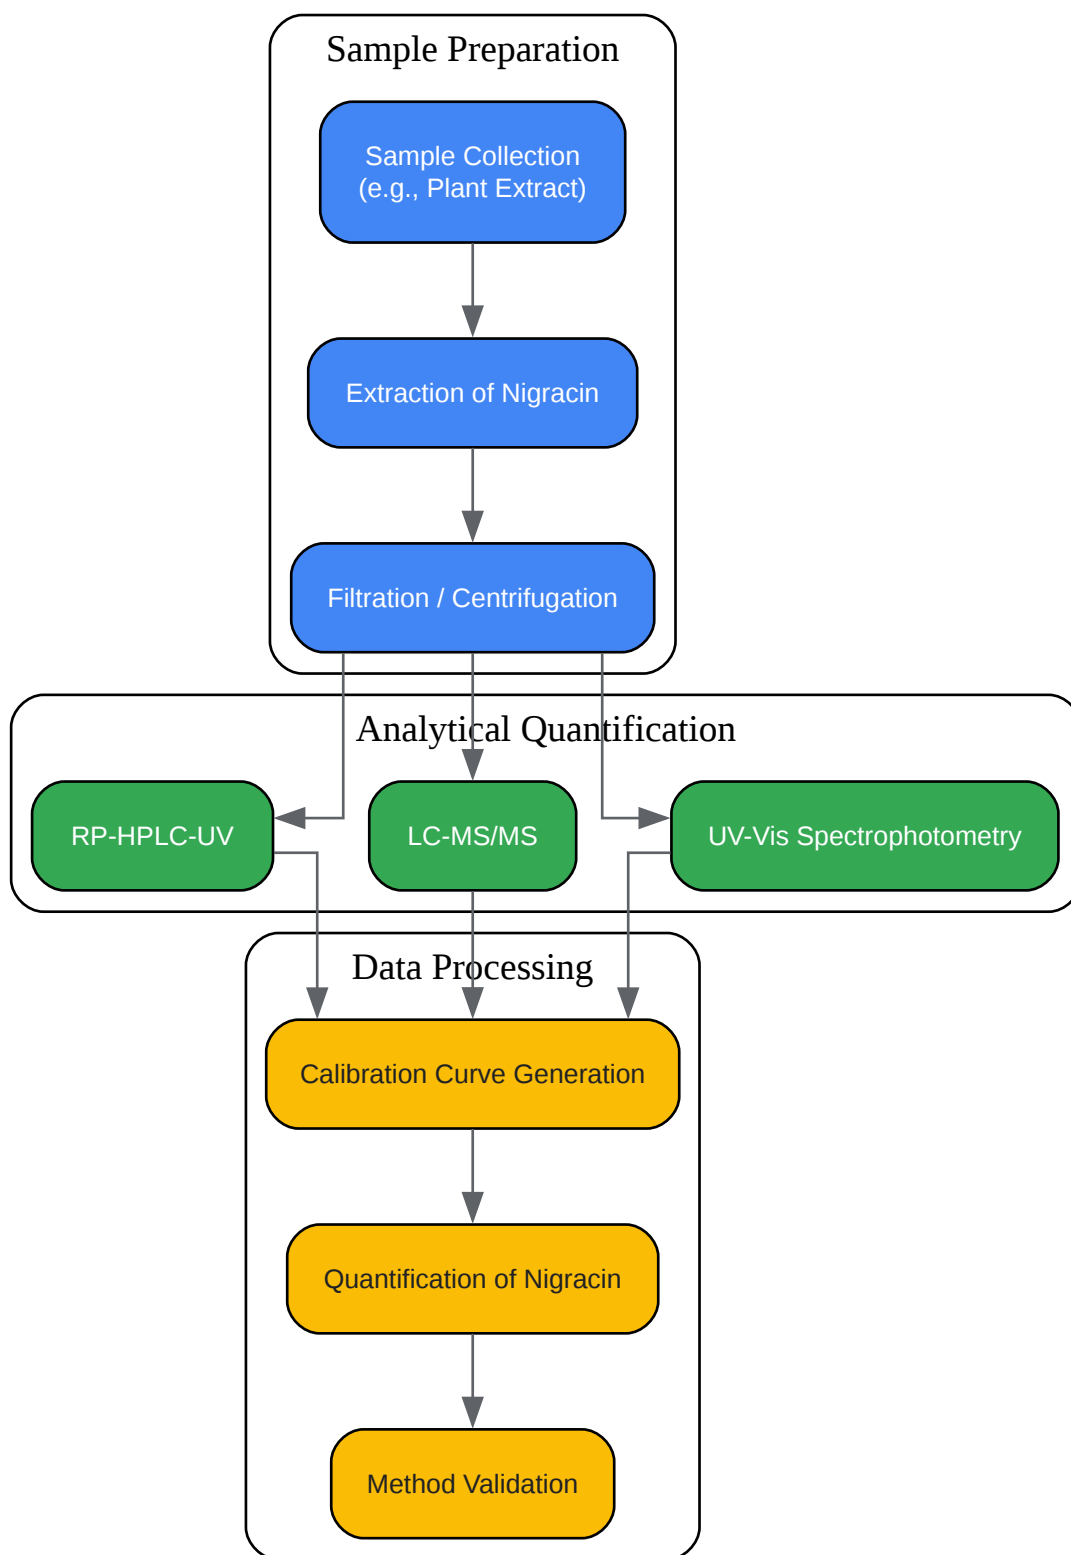 Sample Preparation
Sample Collection
(e.g., Plant Extract)
Extraction of Nigracin
Filtration / Centrifugation
Analytical Quantification
RP-HPLC-UV
LC-MS/MS
UV-Vis Spectrophotometry
Data Processing
Calibration Curve Generation
Quantification of Nigracin
Method Validation